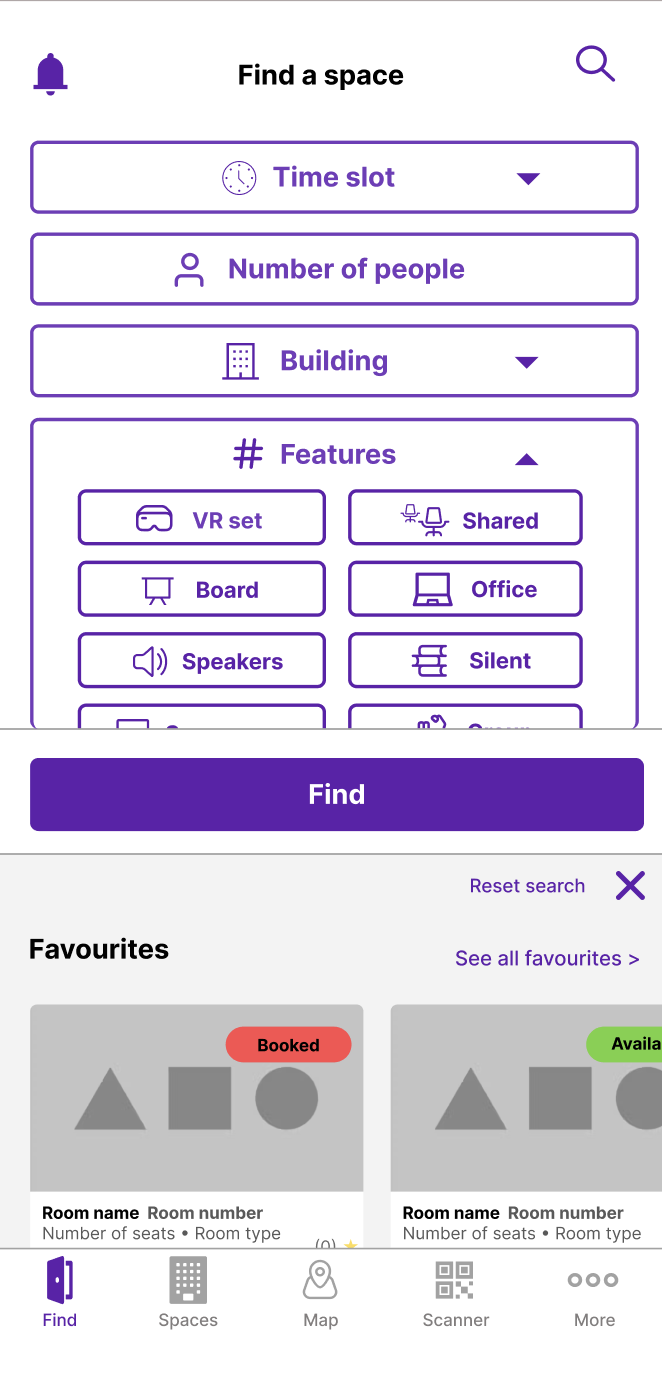 Find a space
Time slot
Number of people
Building
# Features
VR set
Shared
Board
Office
Speakers
Silent
Find
Reset search
Favourites
See all favourites >
Booked
Availa
Room name Room number
Number of seats • Room type
(0)
Room name Room number
Number of seats • Room type
Find
Spaces
Map
Scanner
More